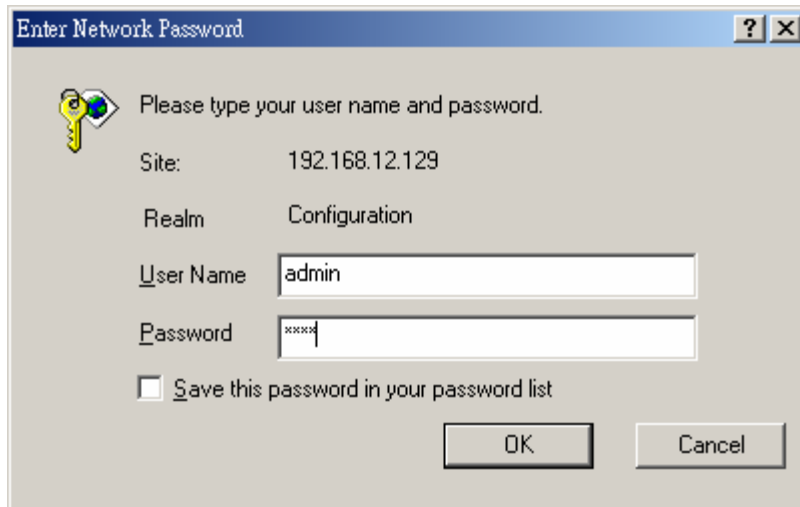 Enter Network Password
Please type your user name and password.
Site: 192.168.12.129
Realm Configuration
User Name admin
Password ****
Save this password in your password list
OK Cancel